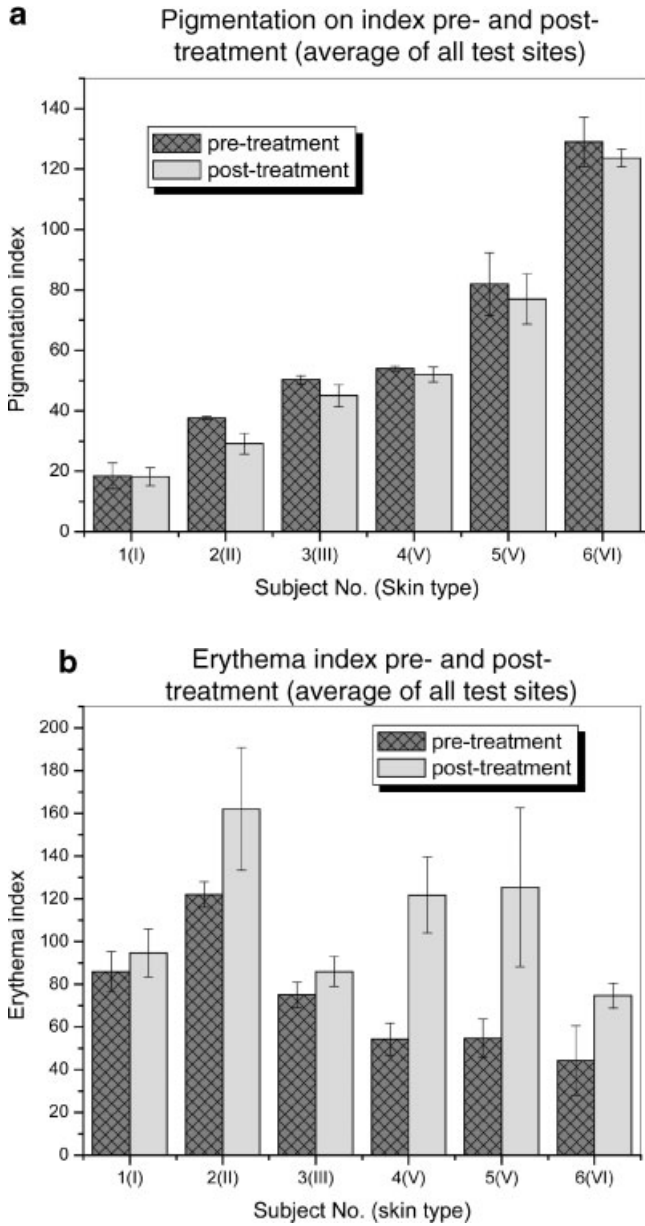 a
Pigmentation on index pre- and post-
treatment (average of all test sites)
140
120
100
80
60
40
20
0
Pigmentation index
pre-treatment
post-treatment
1(I) 2(II) 3(III) 4(V) 5(V) 6(VI)
Subject No. (Skin type)
b
Erythema index pre- and post-
treatment (average of all test sites)
200
180
160
140
120
100
80
60
40
20
0
Erythema index
pre-treatment
post-treatment
1(I) 2(II) 3(III) 4(V) 5(V) 6(VI)
Subject No. (skin type)